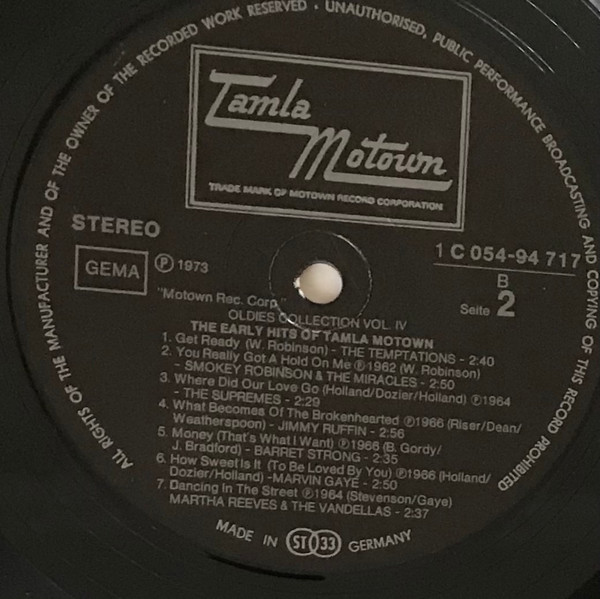 ALL RIGHTS OF THE MANUFACTURER AND OF THE OWNER OF THE RECORDED WORK RESERVED · UNAUTHORISED, PUBLIC PERFORMANCE BROADCASTING AND COPYING OF THIS RECORD PROHIBITED
Tamla
Motown
TRADE MARK OF MOTOWN RECORD CORPORATION
STEREO
GEMA ℗ 1973
1 C 054-94 717
B
Seite 2
"Motown Rec. Corp."
OLDIES COLLECTION VOL. IV
THE EARLY HITS OF TAMLA MOTOWN
1. Get Ready (W. Robinson) - THE TEMPTATIONS - 2:40
2. You Really Got A Hold On Me ℗1962 (W. Robinson)
- SMOKEY ROBINSON & THE MIRACLES - 2:50
3. Where Did Our Love Go (Holland/Dozier/Holland) ℗1964
- THE SUPREMES - 2:29
4. What Becomes Of The Brokenhearted ℗1966 (Riser/Dean/
Weatherspoon) - JIMMY RUFFIN - 2:56
5. Money (That's What I Want) ℗1966 (B. Gordy/
J. Bradford) - BARRET STRONG - 2:35
6. How Sweet Is It (To Be Loved By You) ℗1966 (Holland/
Dozier/Holland) -MARVIN GAYE - 2:50
7. Dancing In The Street ℗1964 (Stevenson/Gaye)
MARTHA REEVES & THE VANDELLAS - 2:37
MADE IN ST 33 GERMANY